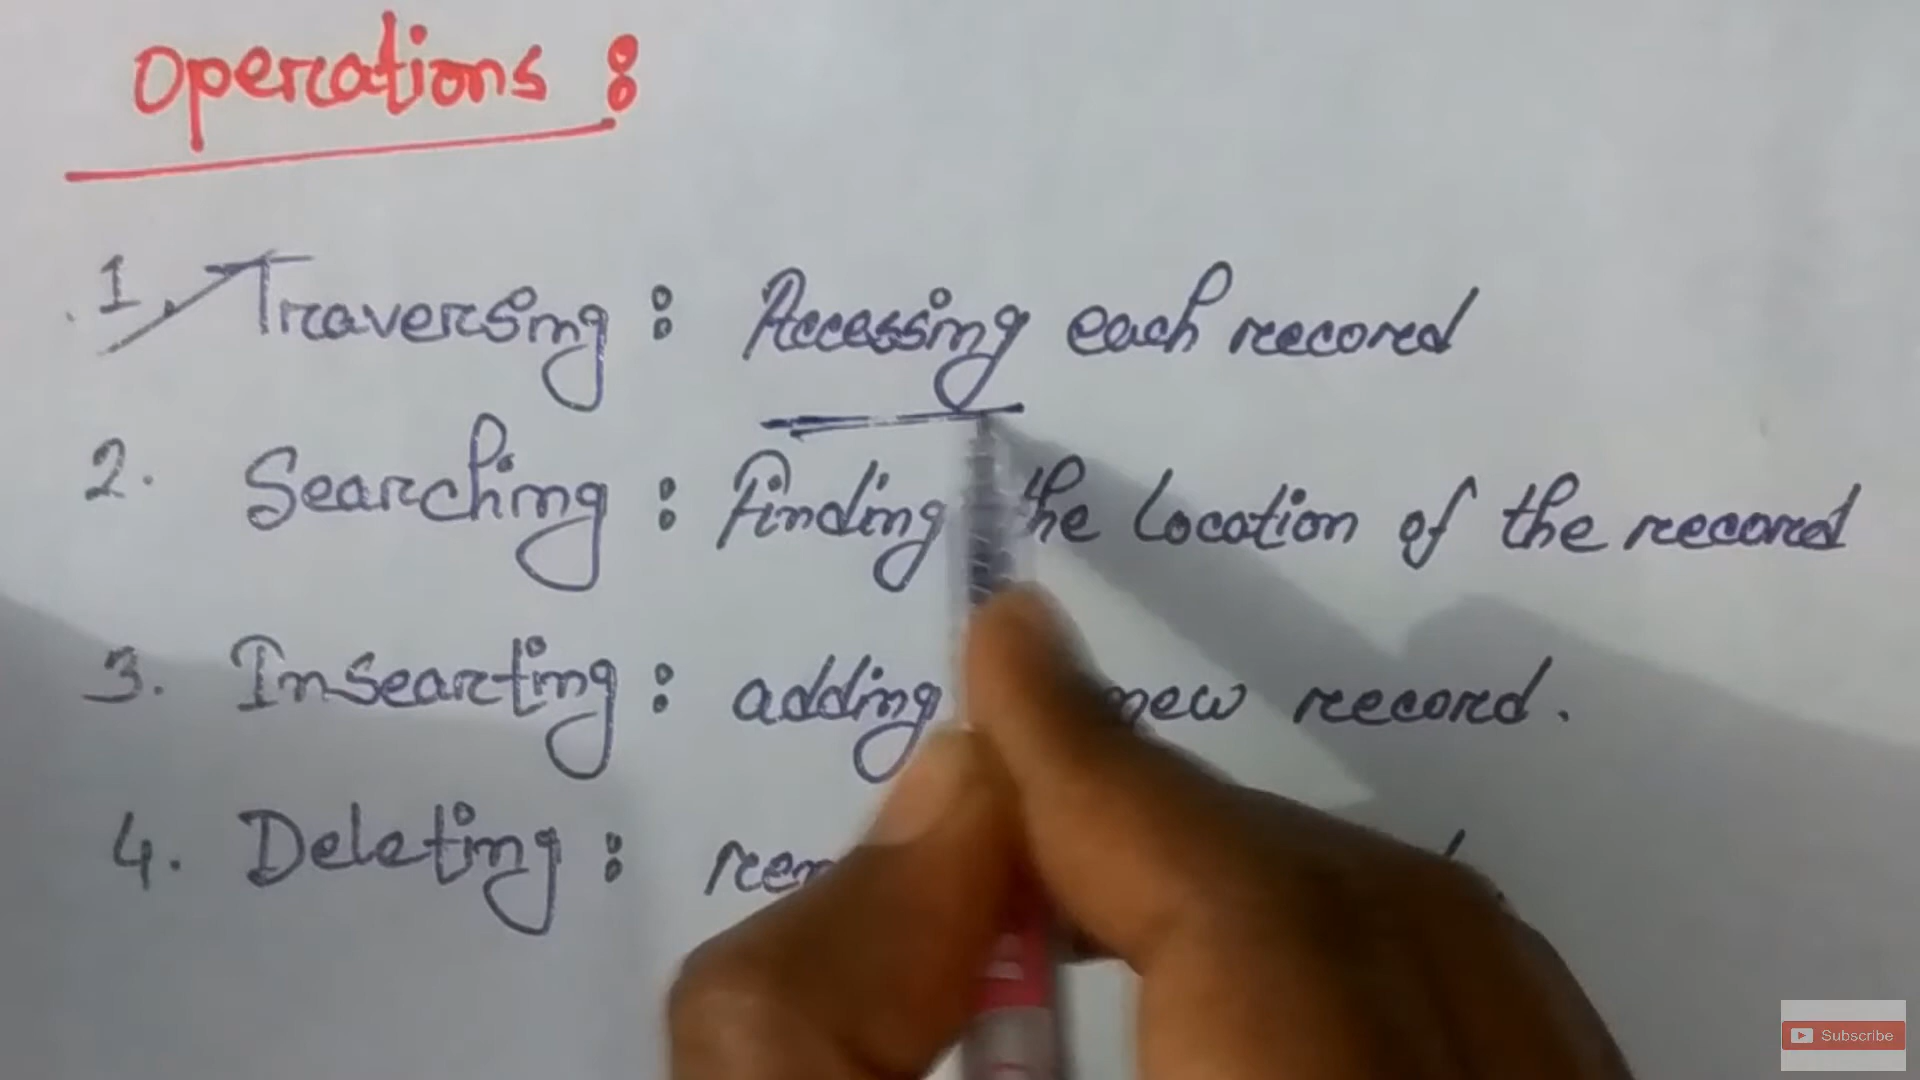 Operations :
1. Traversing : Accessing each record
2. Searching : Finding the location of the record
3. Insearting : adding new record.
4. Deleting :
Subscribe